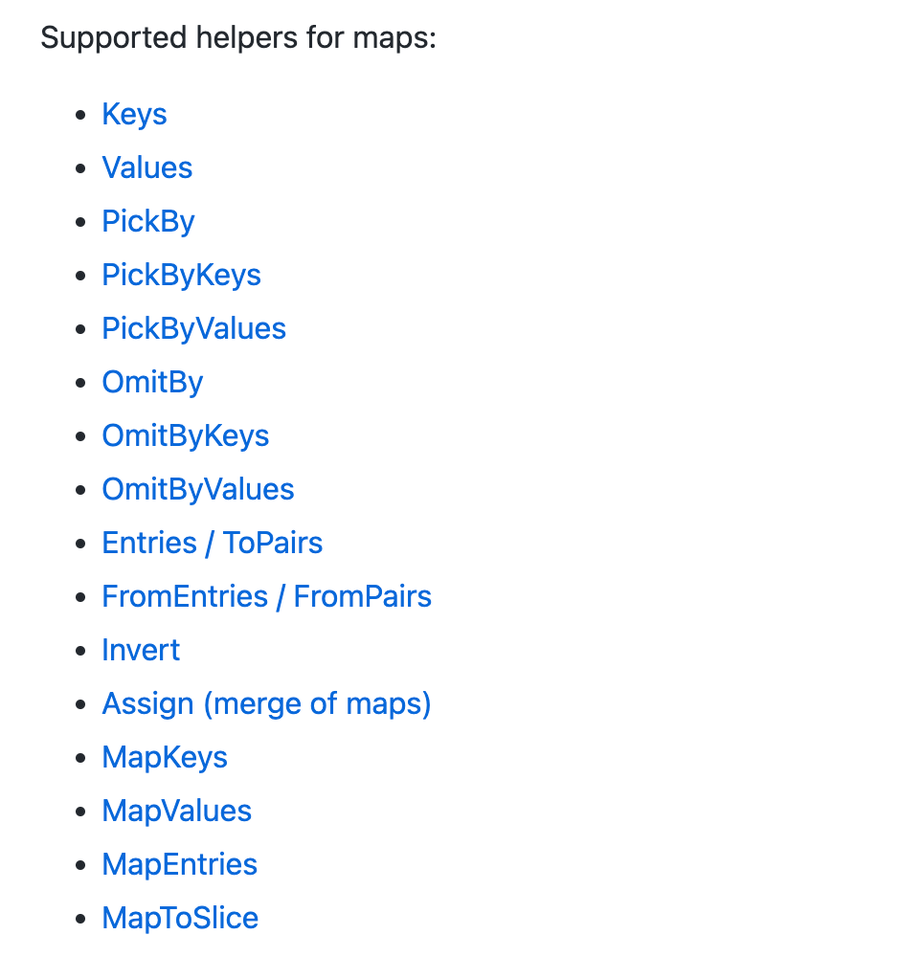 Supported helpers for maps:
Keys
Values
PickBy
PickByKeys
PickByValues
OmitBy
OmitByKeys
OmitByValues
Entries / ToPairs
FromEntries / FromPairs
Invert
Assign (merge of maps)
MapKeys
MapValues
MapEntries
MapToSlice